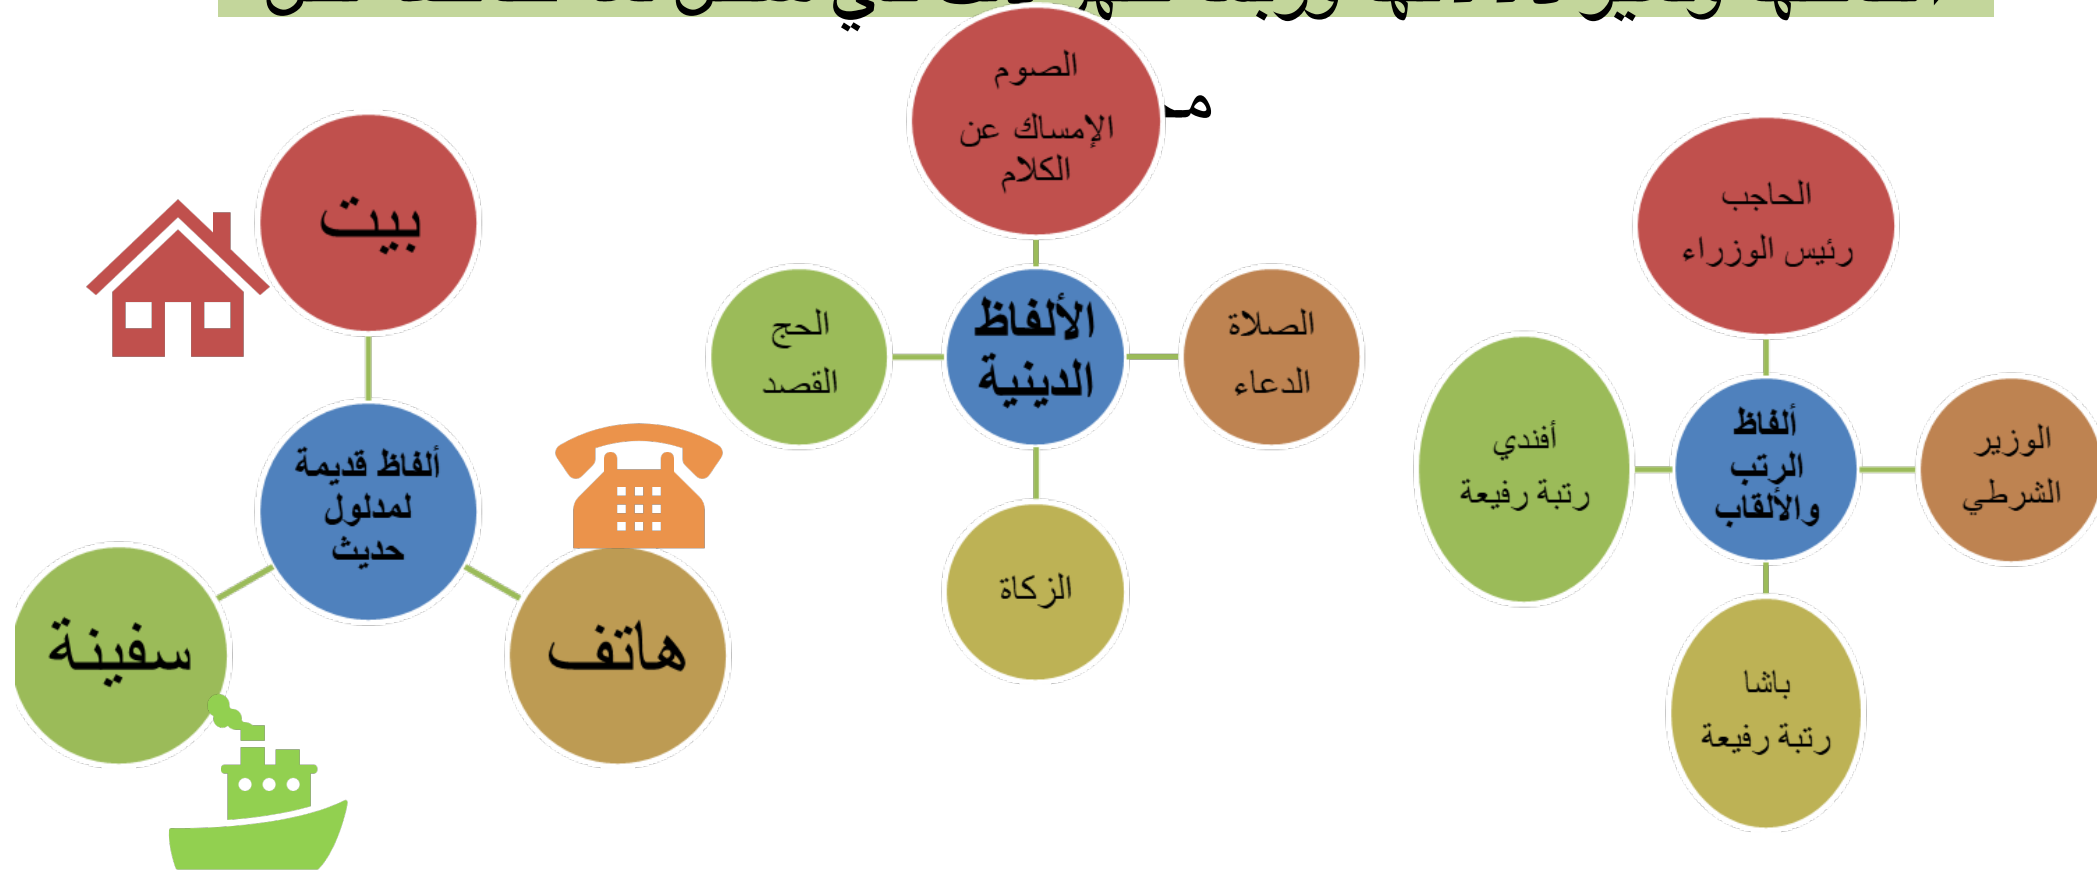 مـ
الحاجب
رئيس الوزراء
ألفاظ
الرتب
والألقاب
الوزير
الشرطي
باشا
رتبة رفيعة
أفندي
رتبة رفيعة
الصوم
الإمساك عن
الكلام
الألفاظ
الدينية
الصلاة
الدعاء
الزكاة
الحج
القصد
بيت
ألفاظ قديمة
لمدلول
حديث
هاتف
سفينة